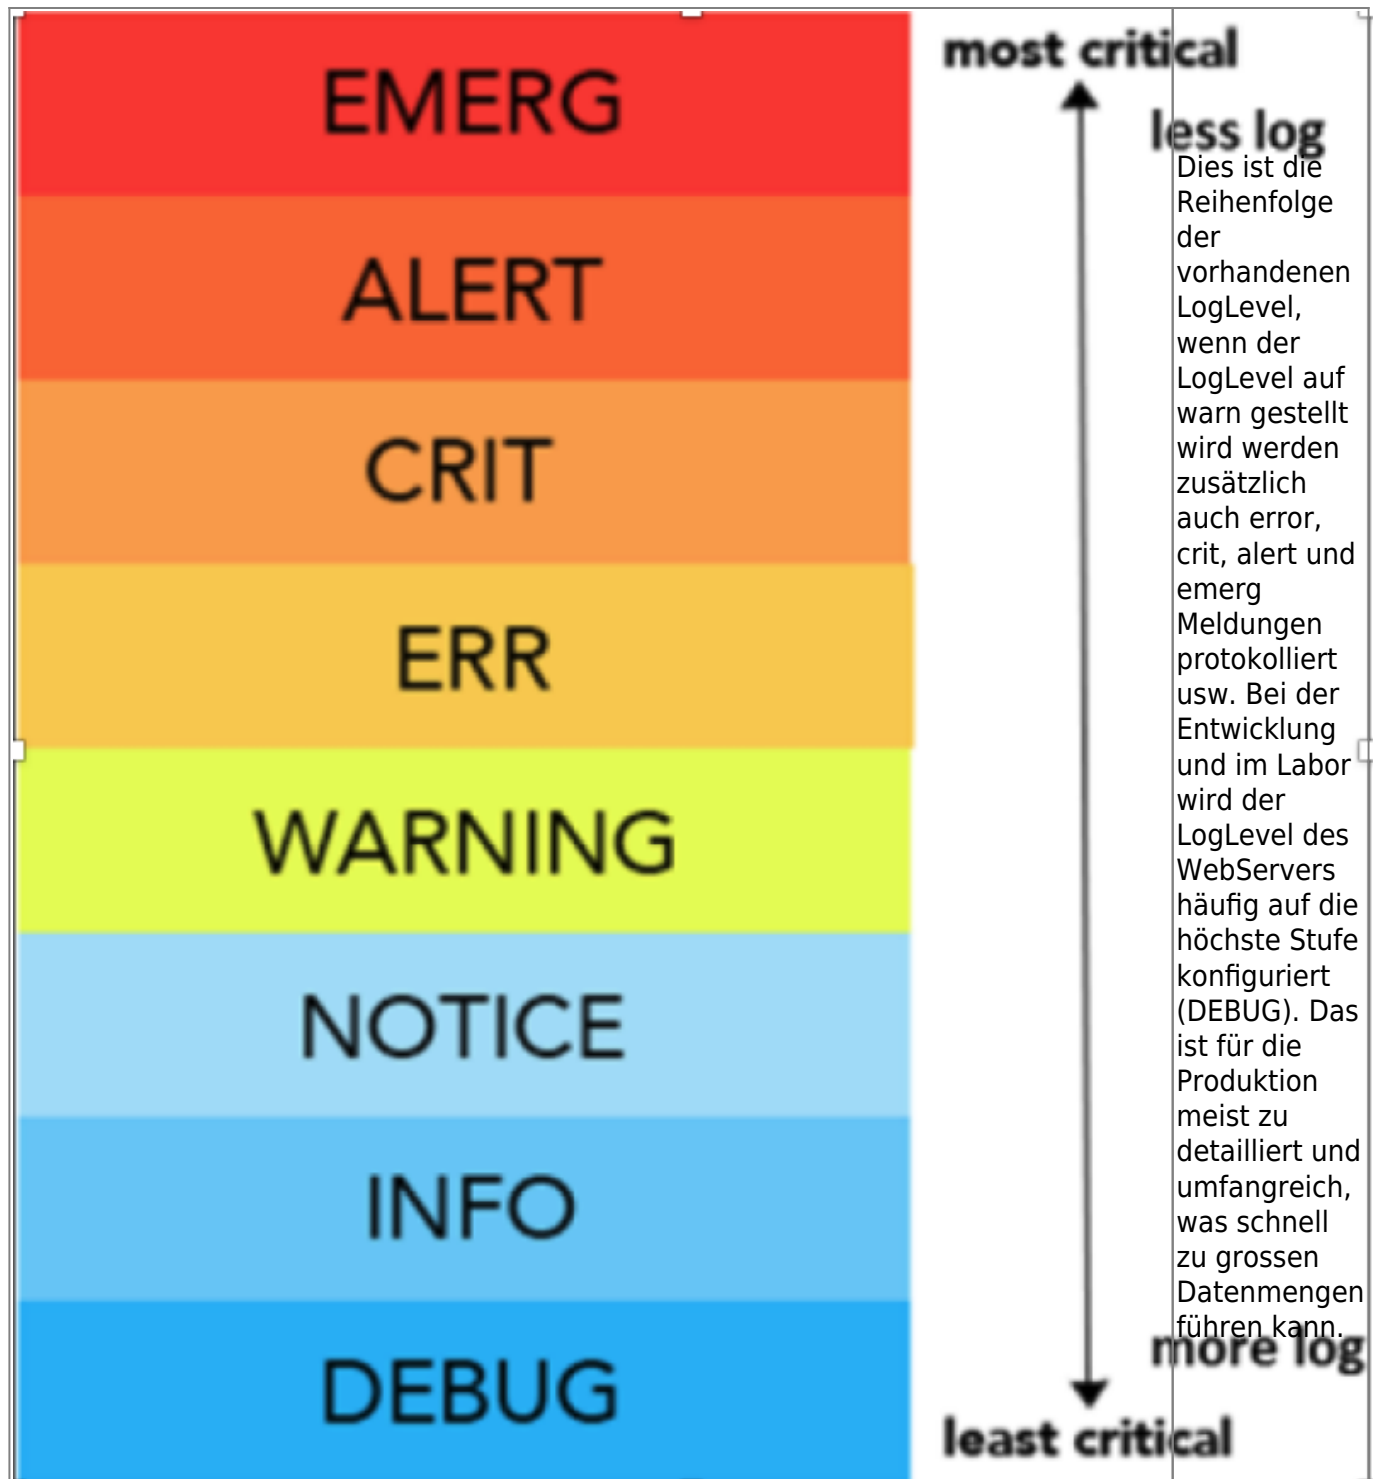 EMERG
ALERT
CRIT
ERR
WARNING
NOTICE
INFO
DEBUG
most critical
less log
Dies ist die
Reihenfolge
der
vorhandenen
LogLevel,
wenn der
LogLevel auf
warn gestellt
wird werden
zusätzlich
auch error,
crit, alert und
emerg
Meldungen
protokolliert
usw. Bei der
Entwicklung
und im Labor
wird der
LogLevel des
WebServers
häufig auf die
höchste Stufe
konfiguriert
(DEBUG). Das
ist für die
Produktion
meist zu
detailliert und
umfangreich,
was schnell
zu grossen
Datenmengen
führen kann.
more log
least critical